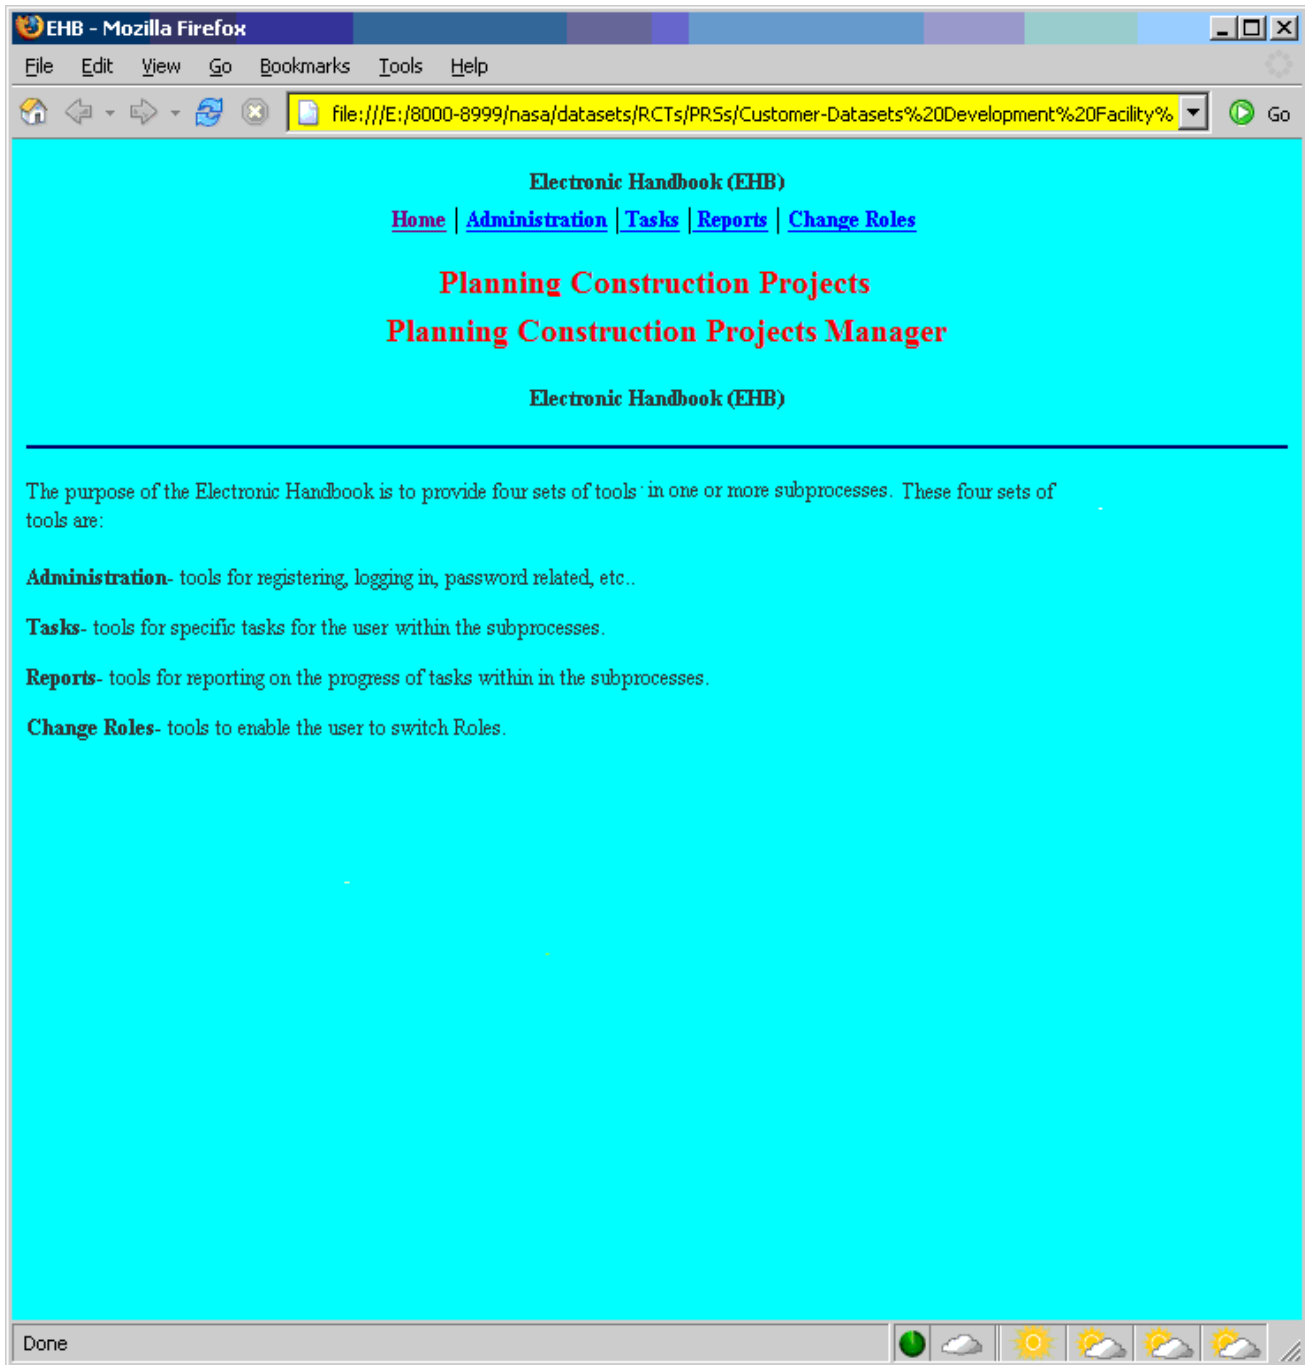 EHB - Mozilla Firefox
File Edit View Go Bookmarks Tools Help
file:///E:/8000-8999/nasa/datasets/RCTs/PRSs/Customer-Datasets%20Development%20Facility% Go
Electronic Handbook (EHB)
Home | Administration | Tasks | Reports | Change Roles
Planning Construction Projects
Planning Construction Projects Manager
Electronic Handbook (EHB)
The purpose of the Electronic Handbook is to provide four sets of tools in one or more subprocesses. These four sets of
tools are:
Administration- tools for registering, logging in, password related, etc..
Tasks- tools for specific tasks for the user within the subprocesses.
Reports- tools for reporting on the progress of tasks within in the subprocesses.
Change Roles- tools to enable the user to switch Roles.
Done